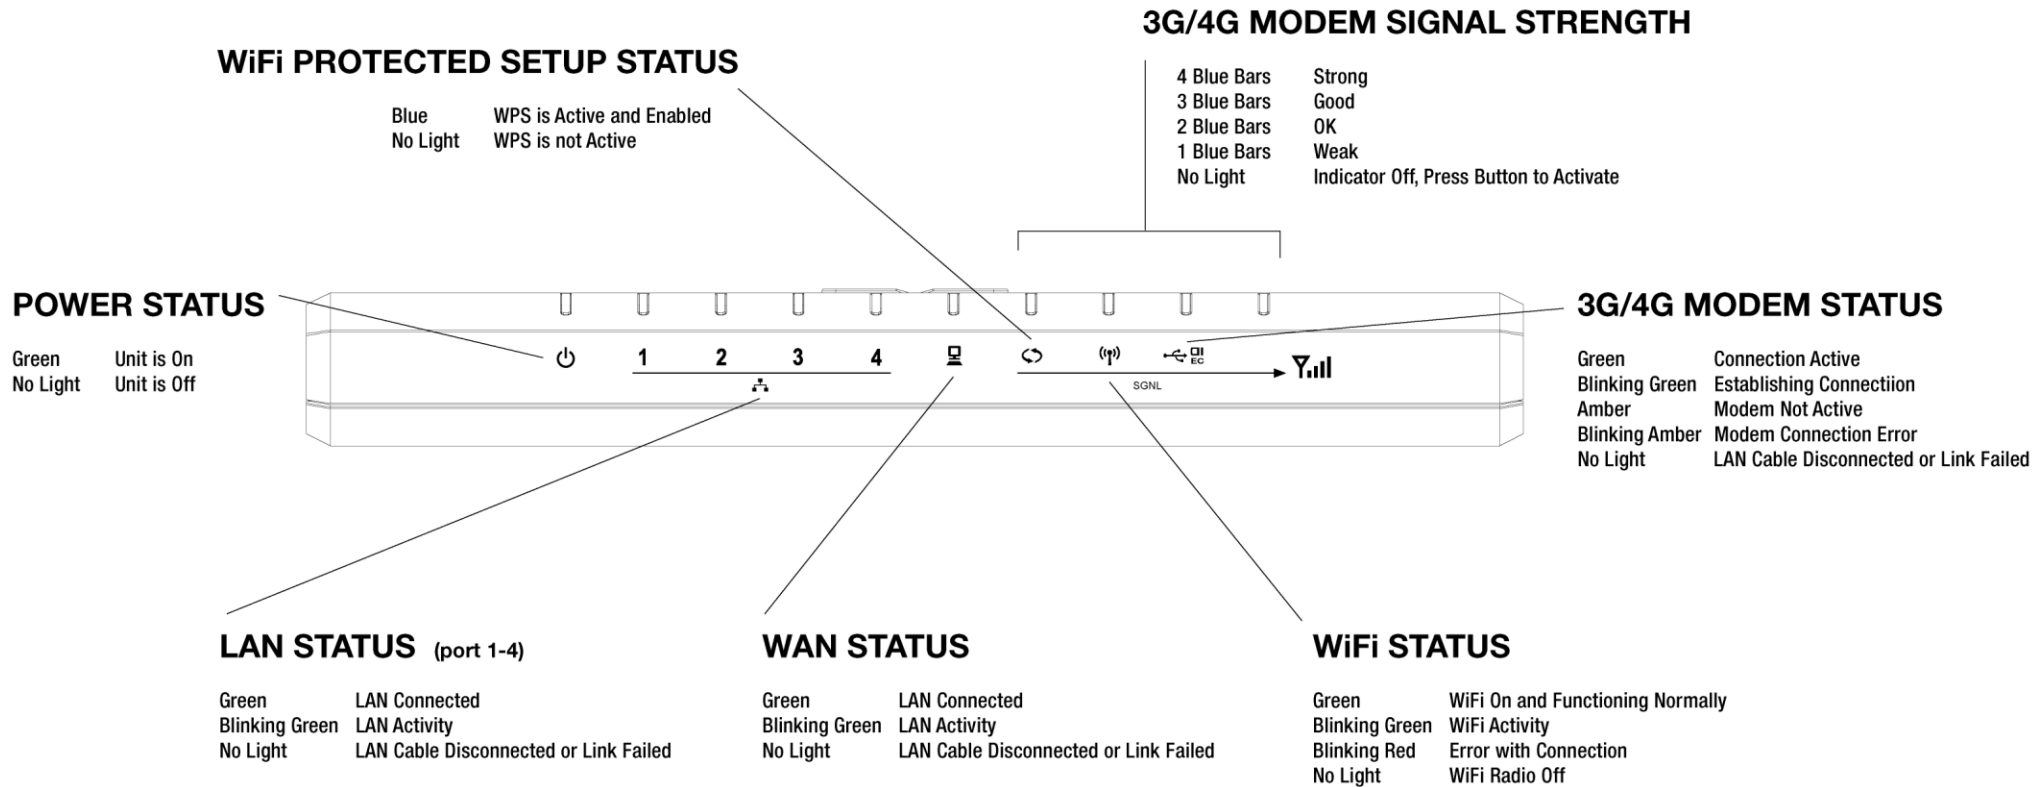 3G/4G MODEM SIGNAL STRENGTH
4 Blue Bars Strong
3 Blue Bars Good
2 Blue Bars OK
1 Blue Bars Weak
No Light Indicator Off, Press Button to Activate
WiFi PROTECTED SETUP STATUS
Blue WPS is Active and Enabled
No Light WPS is not Active
POWER STATUS
Green Unit is On
No Light Unit is Off
1 2 3 4
EC
SGNL
3G/4G MODEM STATUS
Green Connection Active
Blinking Green Establishing Connectiion
Amber Modem Not Active
Blinking Amber Modem Connection Error
No Light LAN Cable Disconnected or Link Failed
LAN STATUS (port 1-4)
Green LAN Connected
Blinking Green LAN Activity
No Light LAN Cable Disconnected or Link Failed
WAN STATUS
Green LAN Connected
Blinking Green LAN Activity
No Light LAN Cable Disconnected or Link Failed
WiFi STATUS
Green WiFi On and Functioning Normally
Blinking Green WiFi Activity
Blinking Red Error with Connection
No Light WiFi Radio Off